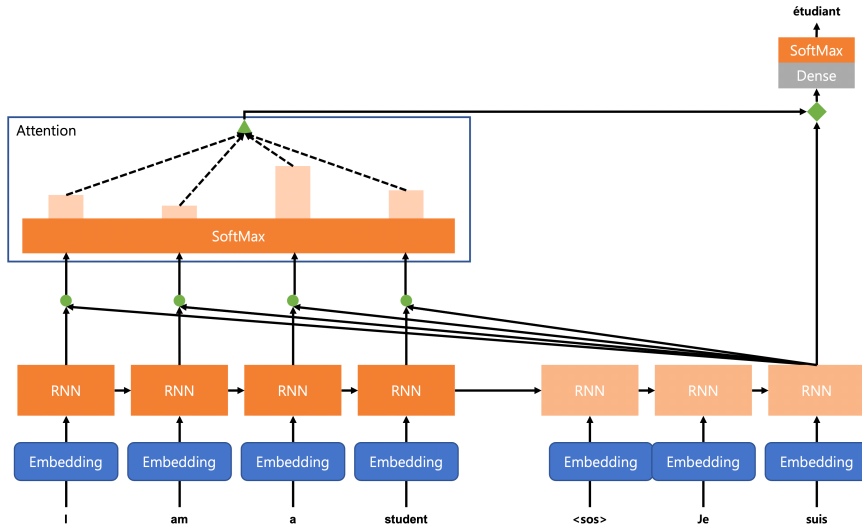 étudiant
SoftMax
Dense
Attention
SoftMax
RNN RNN RNN RNN RNN RNN RNN
Embedding Embedding Embedding Embedding Embedding Embedding Embedding
I am a student <sos> Je suis